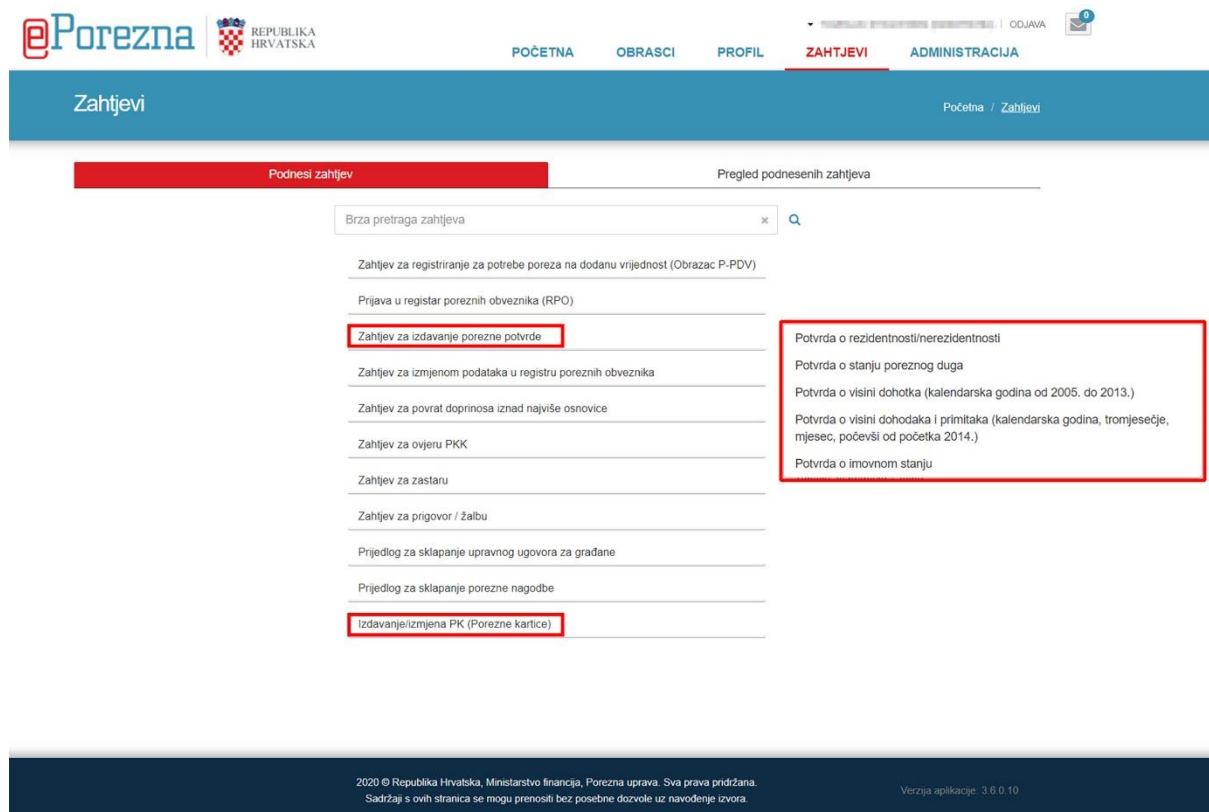 ePorezna
REPUBLIKA
HRVATSKA
ODJAVA
0
POČETNA OBRASCI PROFIL ZAHTJEVI ADMINISTRACIJA
Zahtjevi
Početna / Zahtjevi
Podnesi zahtjev
Pregled podnesenih zahtjeva
Brza pretraga zahtjeva
Zahtjev za registriranje za potrebe poreza na dodanu vrijednost (Obrazac P-PDV)
Prijava u registar poreznih obveznika (RPO)
Zahtjev za izdavanje porezne potvrde
Zahtjev za izmjenom podataka u registru poreznih obveznika
Zahtjev za povrat doprinosa iznad najviše osnovice
Zahtjev za ovjeru PKK
Zahtjev za zastaru
Zahtjev za prigovor / žalbu
Prijedlog za sklapanje upravnog ugovora za građane
Prijedlog za sklapanje porezne nagodbe
Izdavanje/izmjena PK (Porezne kartice)
Potvrda o rezidentnosti/nerezidentnosti
Potvrda o stanju poreznog duga
Potvrda o visini dohotka (kalendarska godina od 2005. do 2013.)
Potvrda o visini dohodaka i primitaka (kalendarska godina, tromjesečje,
mjesec, počevši od početka 2014.)
Potvrda o imovnom stanju
2020 © Republika Hrvatska, Ministarstvo financija, Porezna uprava. Sva prava pridržana.
Sadržaji s ovih stranica se mogu prenositi bez posebne dozvole uz navođenje izvora.
Verzija aplikacije: 3.6.0.10